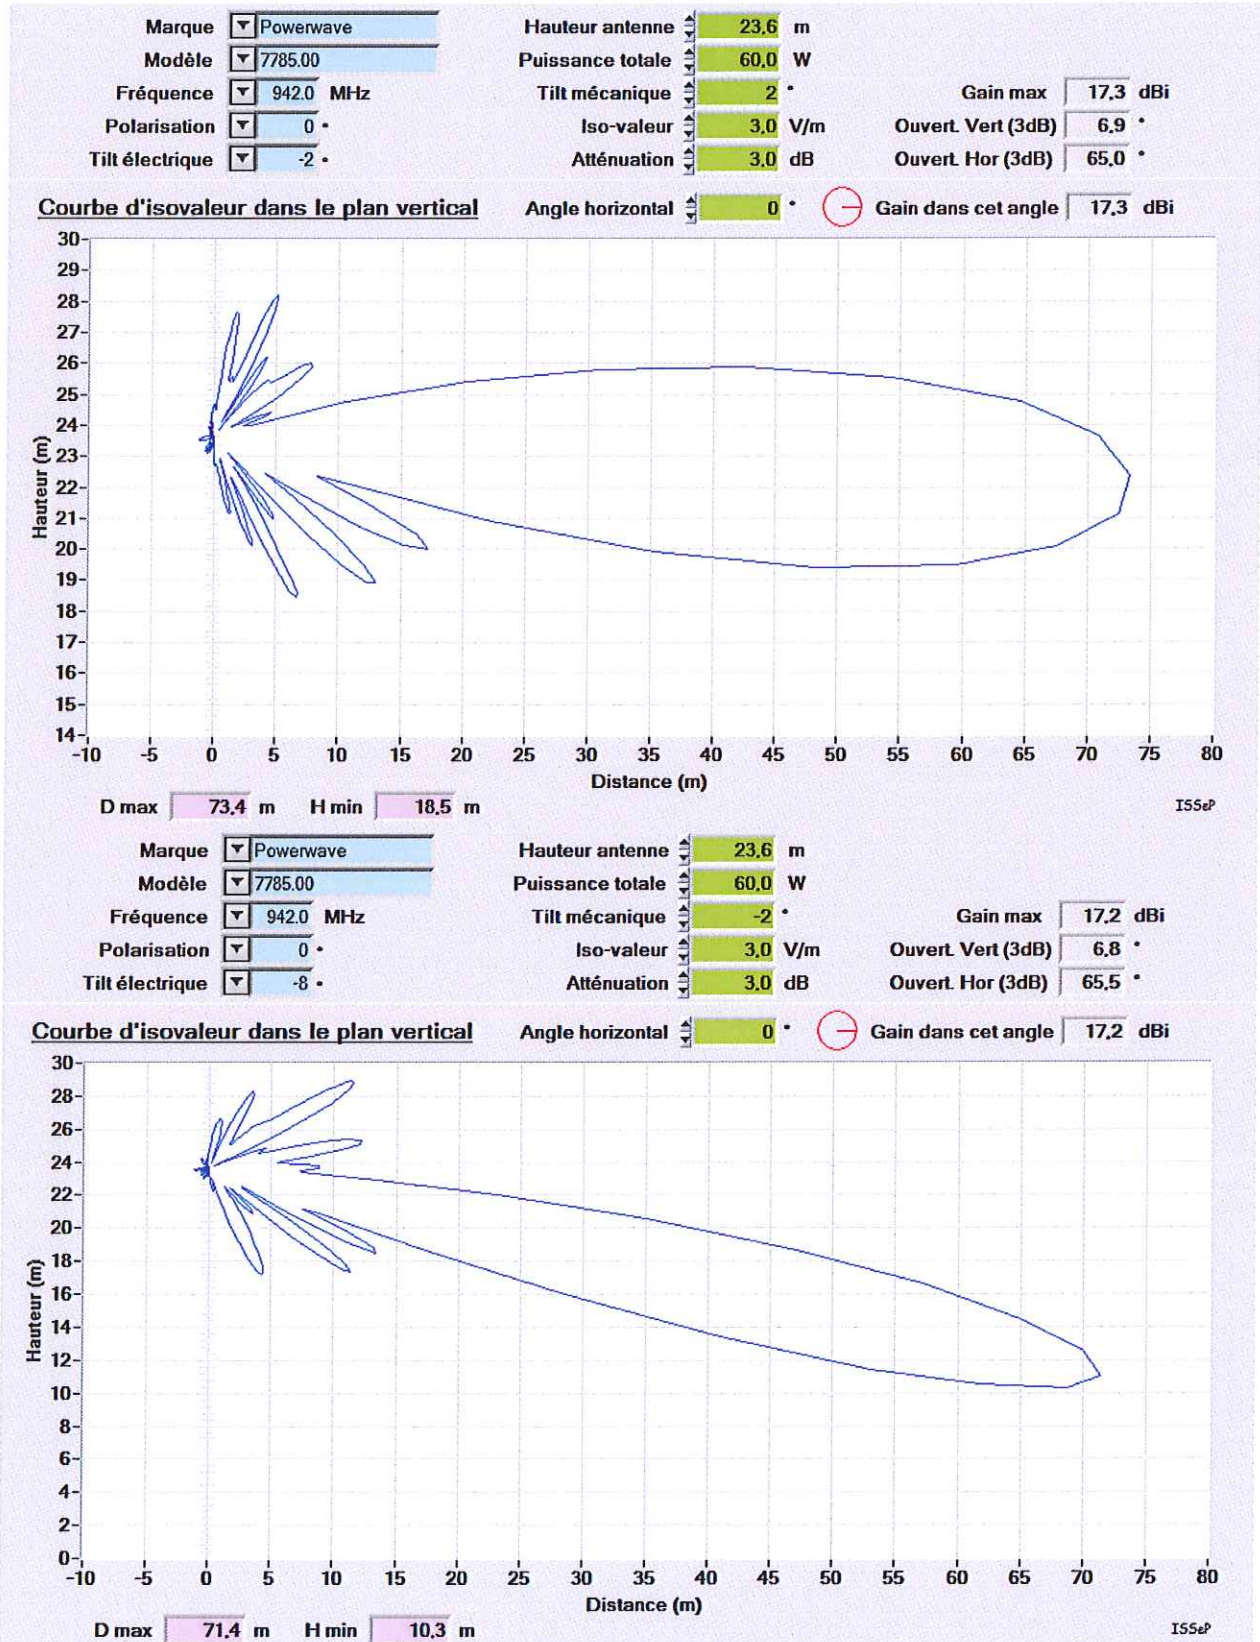 Marque Powerwave Hauteur antenne 23,6 m
Modèle 7785.00 Puissance totale 60,0 W
Fréquence 942.0 MHz Tilt mécanique 2 ° Gain max 17,3 dBi
Polarisation 0 ° Iso-valeur 3,0 V/m Ouvert. Vert (3dB) 6,9 °
Tilt électrique -2 ° Atténuation 3,0 dB Ouvert. Hor (3dB) 65,0 °
Courbe d'isovaleur dans le plan vertical Angle horizontal 0 ° Gain dans cet angle 17,3 dBi
30
29
28
27
26
25
24
23
22
21
20
19
18
17
16
15
14
Hauteur (m)
-10 -5 0 5 10 15 20 25 30 35 40 45 50 55 60 65 70 75 80
Distance (m)
D max 73,4 m H min 18,5 m ISSeP
Marque Powerwave Hauteur antenne 23,6 m
Modèle 7785.00 Puissance totale 60,0 W
Fréquence 942.0 MHz Tilt mécanique -2 ° Gain max 17,2 dBi
Polarisation 0 ° Iso-valeur 3,0 V/m Ouvert. Vert (3dB) 6,8 °
Tilt électrique -8 ° Atténuation 3,0 dB Ouvert. Hor (3dB) 65,5 °
Courbe d'isovaleur dans le plan vertical Angle horizontal 0 ° Gain dans cet angle 17,2 dBi
30
28
26
24
22
20
18
16
14
12
10
8
6
4
2
0
Hauteur (m)
-10 -5 0 5 10 15 20 25 30 35 40 45 50 55 60 65 70 75 80
Distance (m)
D max 71,4 m H min 10,3 m ISSeP